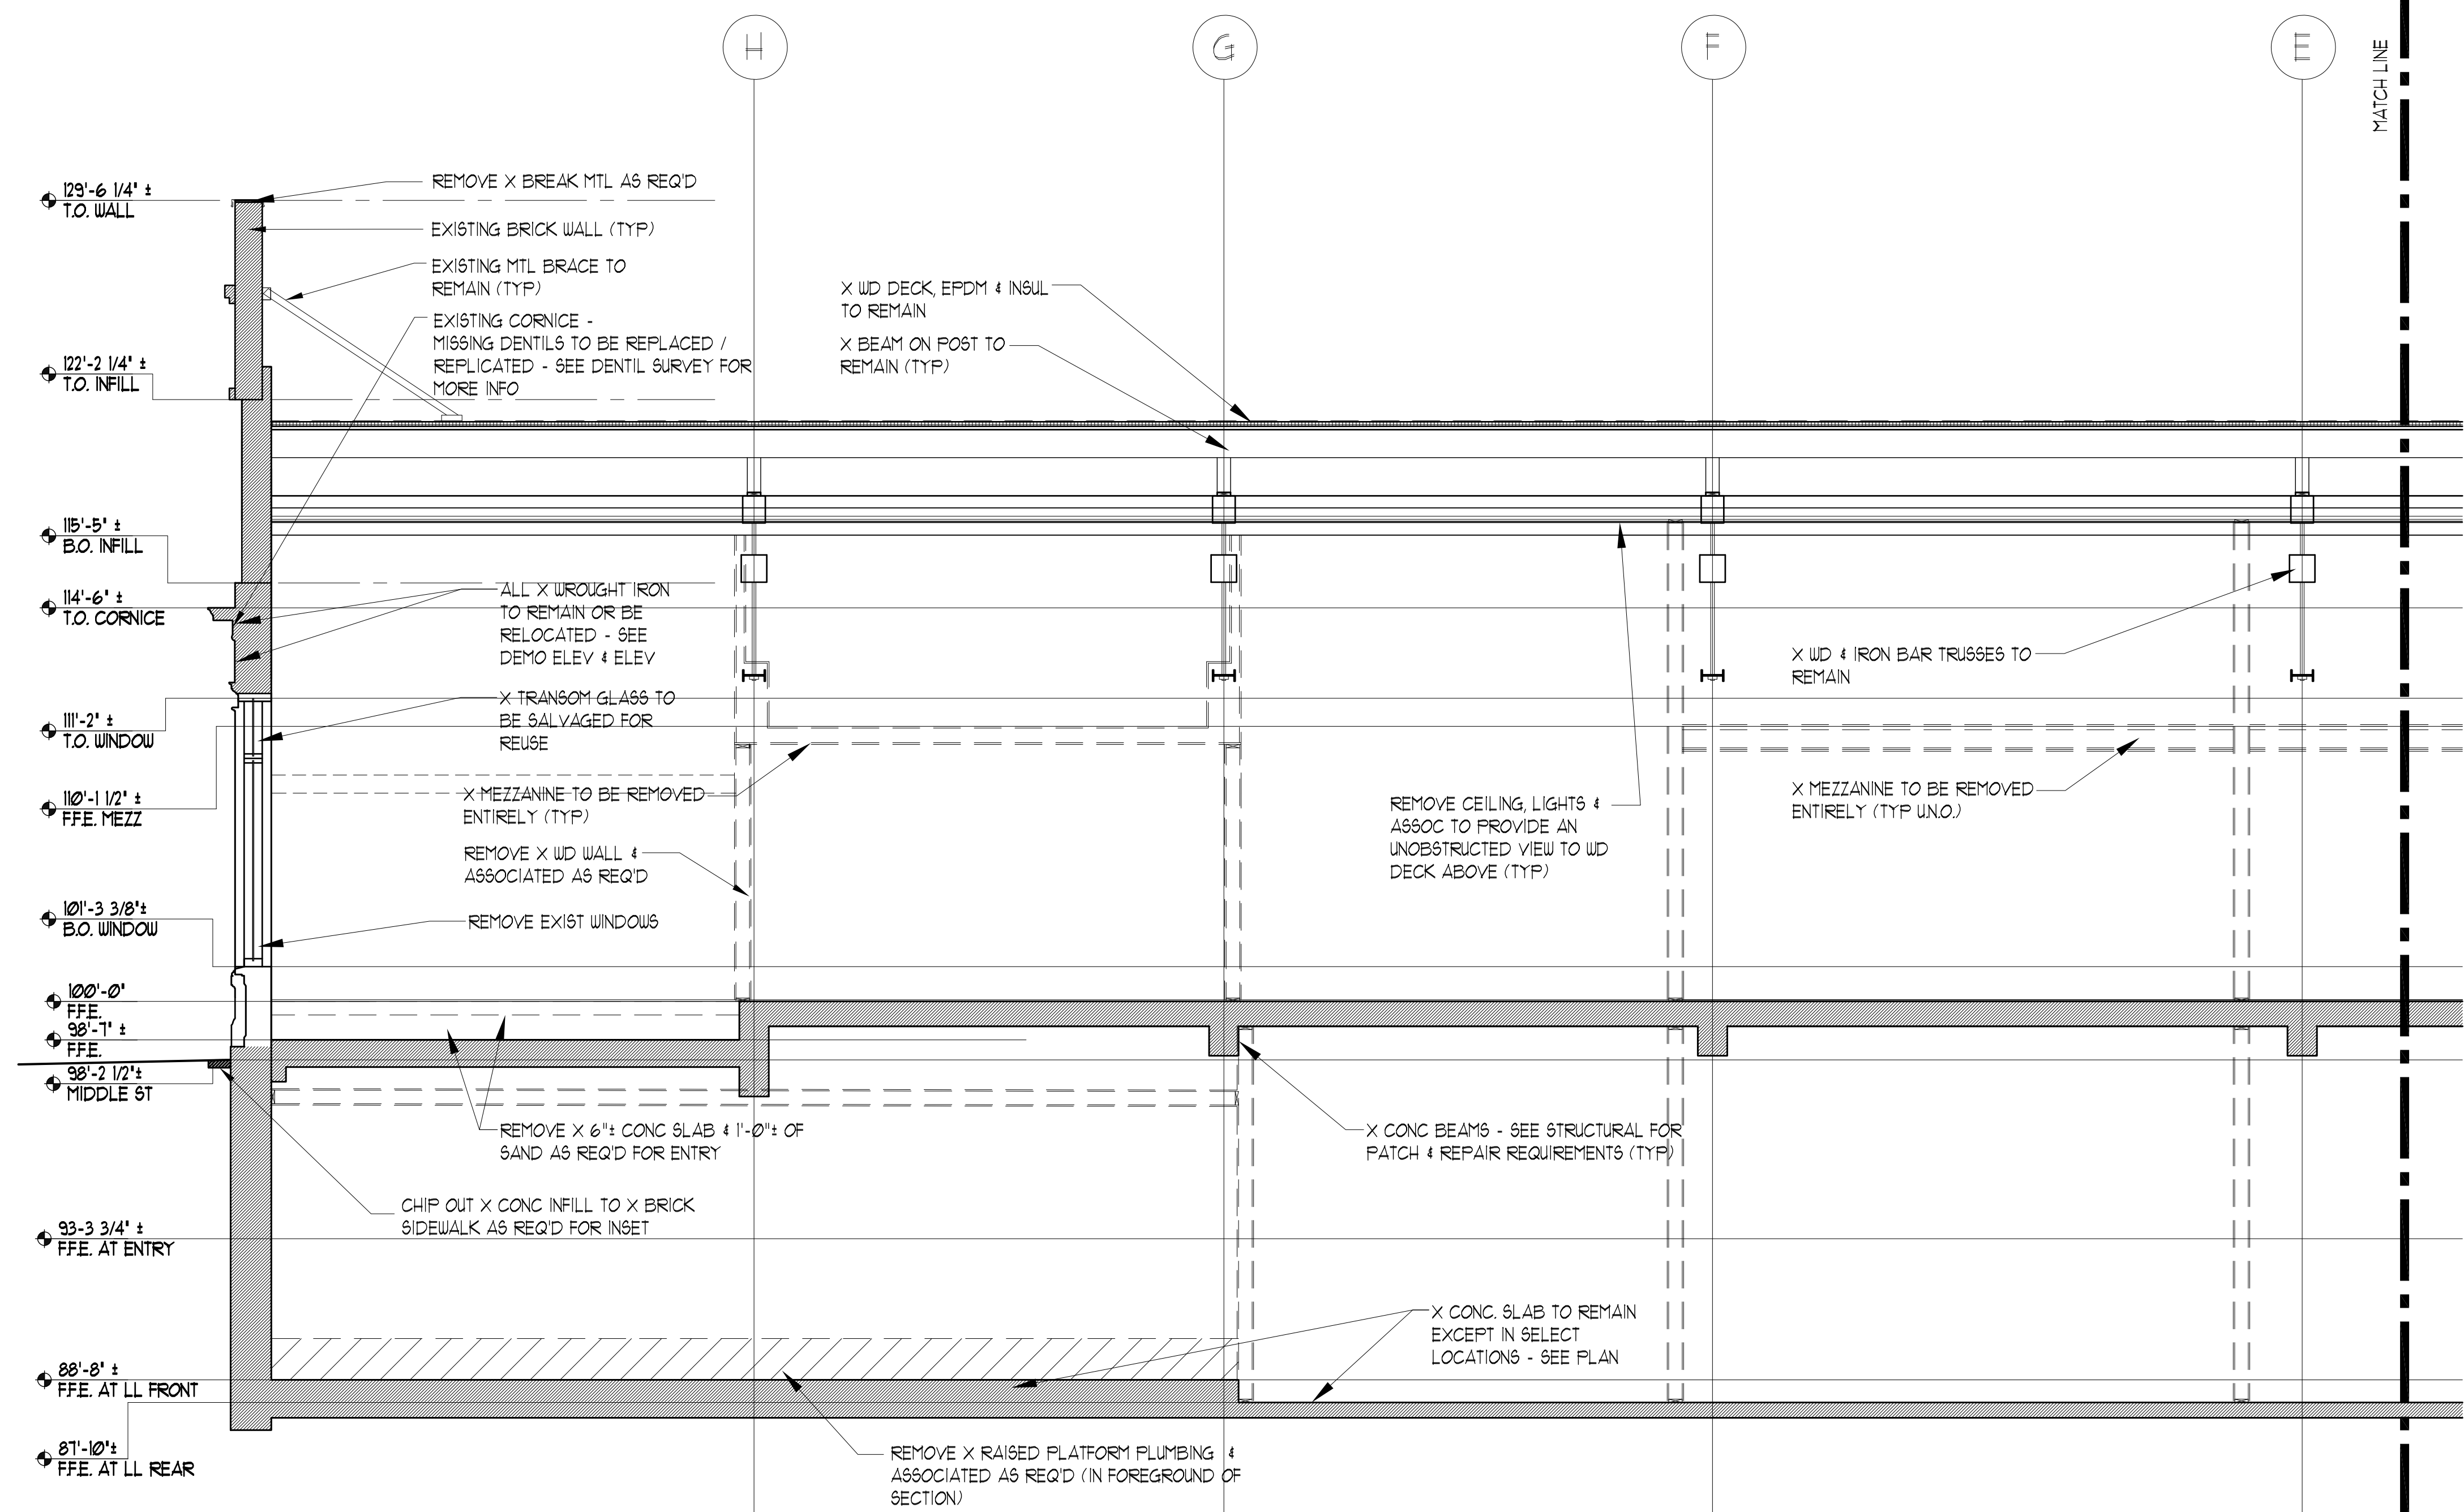 H
G
F
E
MATCH LINE
129'-6 1/4" ±
T.O. WALL
122'-2 1/4" ±
T.O. INFILL
115'-5" ±
B.O. INFILL
114'-6" ±
T.O. CORNICE
111'-2" ±
T.O. WINDOW
110'-1 1/2" ±
F.F.E. MEZZ
101'-3 3/8"±
B.O. WINDOW
100'-0"
F.F.E.
98'-7" ±
F.F.E.
98'-2 1/2"±
MIDDLE ST
93-3 3/4" ±
F.F.E. AT ENTRY
88'-8" ±
F.F.E. AT LL FRONT
87'-10"±
F.F.E. AT LL REAR
REMOVE X BREAK MTL AS REQ'D
EXISTING BRICK WALL (TYP)
EXISTING MTL BRACE TO
REMAIN (TYP)
EXISTING CORNICE -
MISSING DENTILS TO BE REPLACED /
REPLICATED - SEE DENTIL SURVEY FOR
MORE INFO
X WD DECK, EPDM & INSUL
TO REMAIN
X BEAM ON POST TO
REMAIN (TYP)
ALL X WROUGHT IRON
TO REMAIN OR BE
RELOCATED - SEE
DEMO ELEV & ELEV
X TRANSOM GLASS TO
BE SALVAGED FOR
REUSE
X MEZZANINE TO BE REMOVED
ENTIRELY (TYP)
REMOVE X WD WALL &
ASSOCIATED AS REQ'D
REMOVE EXIST WINDOWS
REMOVE CEILING, LIGHTS &
ASSOC TO PROVIDE AN
UNOBSTRUCTED VIEW TO WD
DECK ABOVE (TYP)
X WD & IRON BAR TRUSSES TO
REMAIN
X MEZZANINE TO BE REMOVED
ENTIRELY (TYP U.N.O.)
REMOVE X 6"± CONC SLAB & 1'-0"± OF
SAND AS REQ'D FOR ENTRY
X CONC BEAMS - SEE STRUCTURAL FOR
PATCH & REPAIR REQUIREMENTS (TYP)
CHIP OUT X CONC INFILL TO X BRICK
SIDEWALK AS REQ'D FOR INSET
X CONC. SLAB TO REMAIN
EXCEPT IN SELECT
LOCATIONS - SEE PLAN
REMOVE X RAISED PLATFORM PLUMBING &
ASSOCIATED AS REQ'D (IN FOREGROUND OF
SECTION)